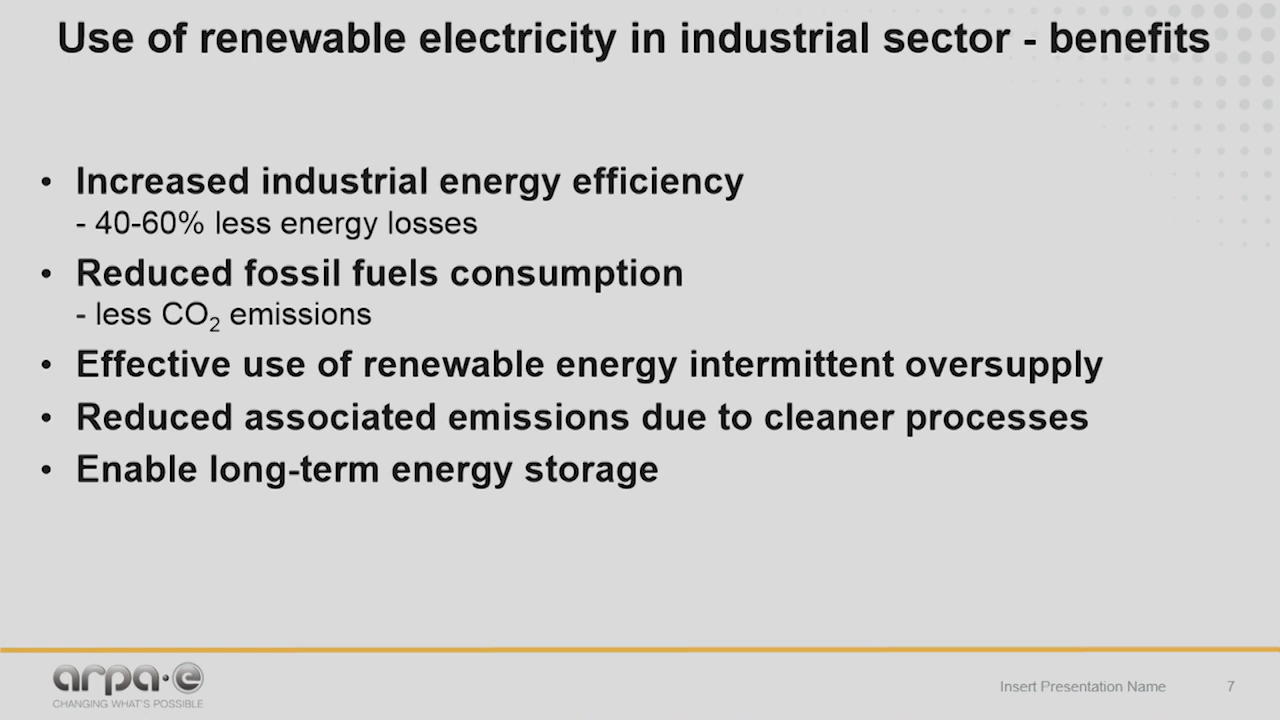 Use of renewable electricity in industrial sector - benefits
• Increased industrial energy efficiency
- 40-60% less energy losses
• Reduced fossil fuels consumption
- less CO₂ emissions
• Effective use of renewable energy intermittent oversupply
• Reduced associated emissions due to cleaner processes
• Enable long-term energy storage
arpa·e
CHANGING WHAT'S POSSIBLE
Insert Presentation Name 7